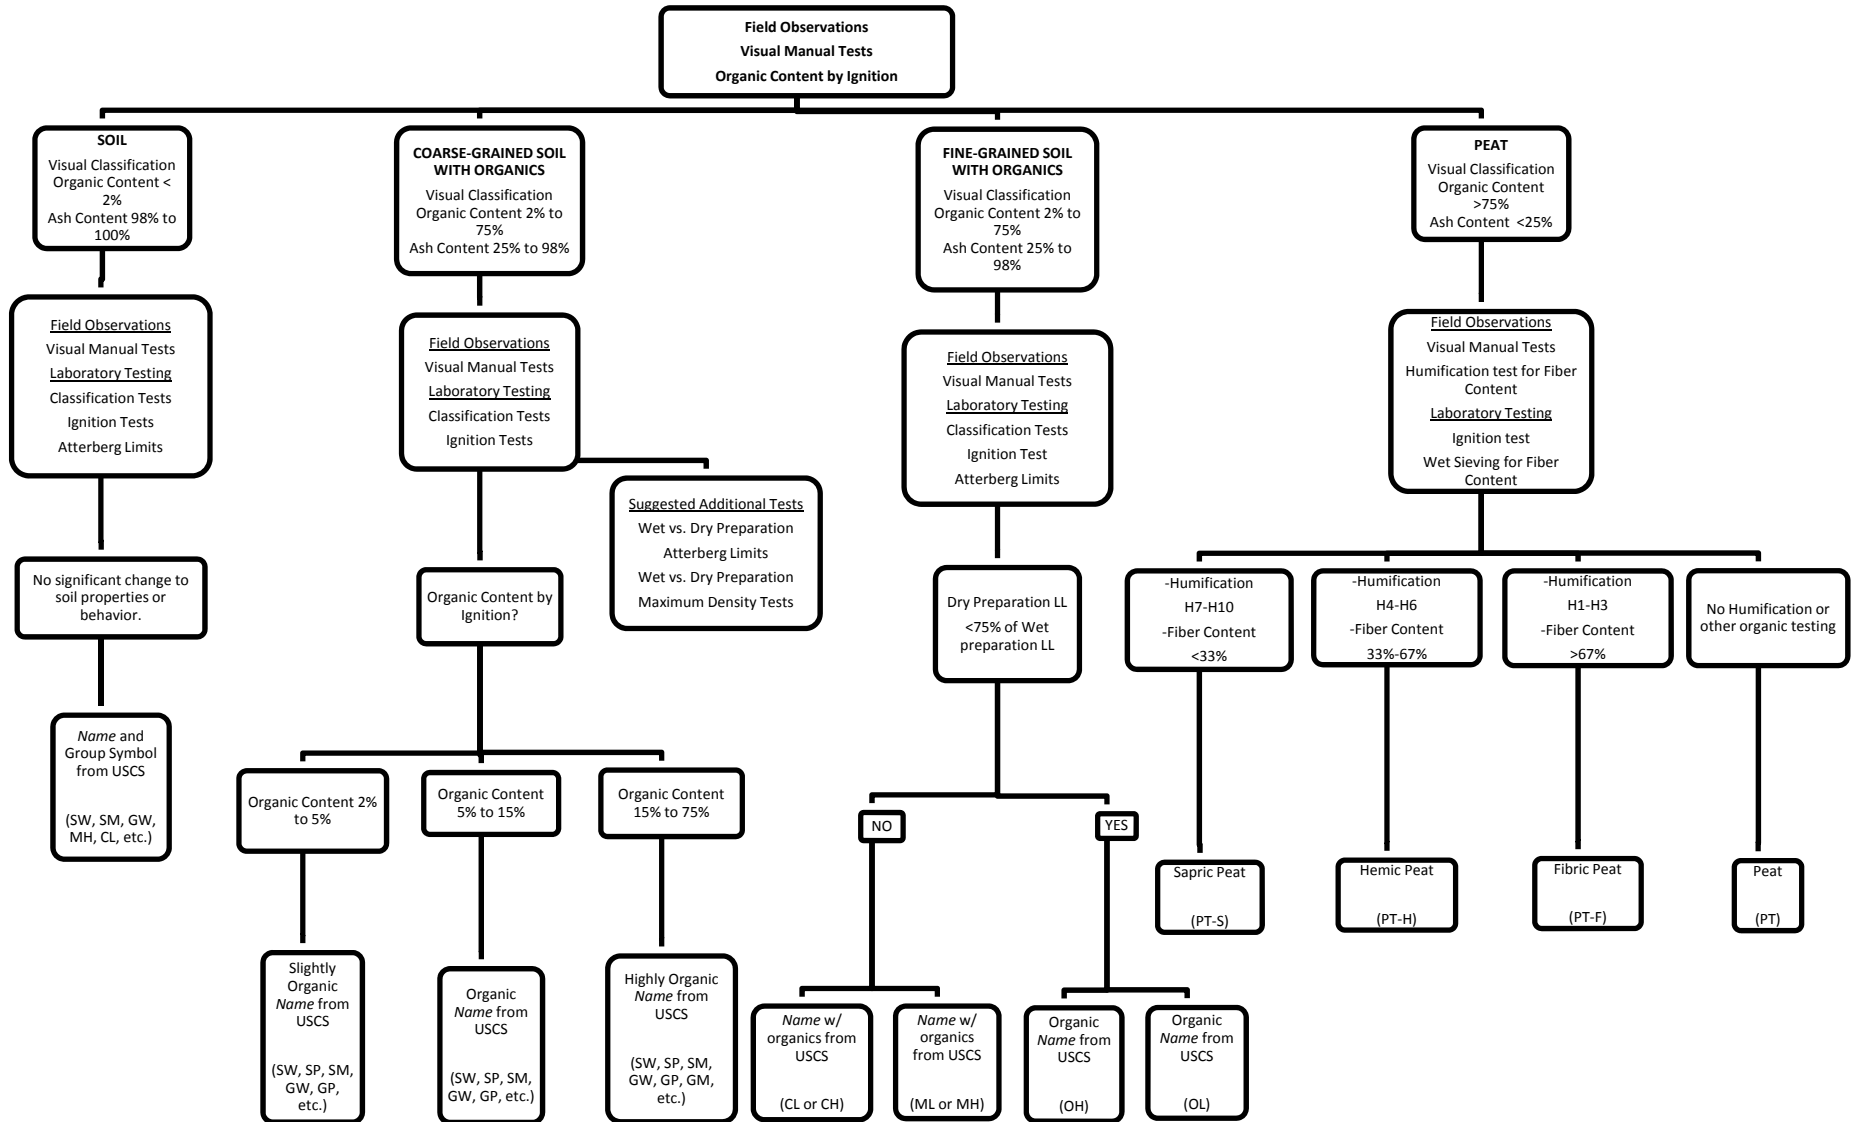 Field Observations
Visual Manual Tests
Organic Content by Ignition
SOIL
Visual Classification
Organic Content <
2%
Ash Content 98% to
100%
COARSE-GRAINED SOIL
WITH ORGANICS
Visual Classification
Organic Content 2% to
75%
Ash Content 25% to 98%
FINE-GRAINED SOIL
WITH ORGANICS
Visual Classification
Organic Content 2% to
75%
Ash Content 25% to
98%
PEAT
Visual Classification
Organic Content
>75%
Ash Content <25%
Field Observations
Visual Manual Tests
Laboratory Testing
Classification Tests
Ignition Tests
Atterberg Limits
Field Observations
Visual Manual Tests
Laboratory Testing
Classification Tests
Ignition Tests
Suggested Additional Tests
Wet vs. Dry Preparation
Atterberg Limits
Wet vs. Dry Preparation
Maximum Density Tests
Field Observations
Visual Manual Tests
Laboratory Testing
Classification Tests
Ignition Test
Atterberg Limits
Field Observations
Visual Manual Tests
Humification test for Fiber
Content
Laboratory Testing
Ignition test
Wet Sieving for Fiber
Content
No significant change to
soil properties or
behavior.
Organic Content by
Ignition?
Dry Preparation LL
<75% of Wet
preparation LL
-Humification
H7-H10
-Fiber Content
<33%
-Humification
H4-H6
-Fiber Content
33%-67%
-Humification
H1-H3
-Fiber Content
>67%
No Humification or
other organic testing
Name and
Group Symbol
from USCS
(SW, SM, GW,
MH, CL, etc.)
Organic Content 2%
to 5%
Organic Content
5% to 15%
Organic Content
15% to 75%
NO
YES
Sapric Peat
(PT-S)
Hemic Peat
(PT-H)
Fibric Peat
(PT-F)
Peat
(PT)
Slightly
Organic
Name from
USCS
(SW, SP, SM,
GW, GP,
etc.)
Organic
Name from
USCS
(SW, SP, SM,
GW, GP, etc.)
Highly Organic
Name from
USCS
(SW, SP, SM,
GW, GP, GM,
etc.)
Name w/
organics from
USCS
(CL or CH)
Name w/
organics
from USCS
(ML or MH)
Organic
Name from
USCS
(OH)
Organic
Name from
USCS
(OL)